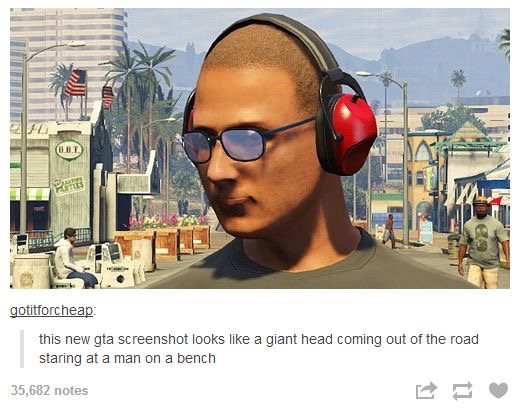 gotitforcheap:
this new gta screenshot looks like a giant head coming out of the road
staring at a man on a bench
35,682 notes